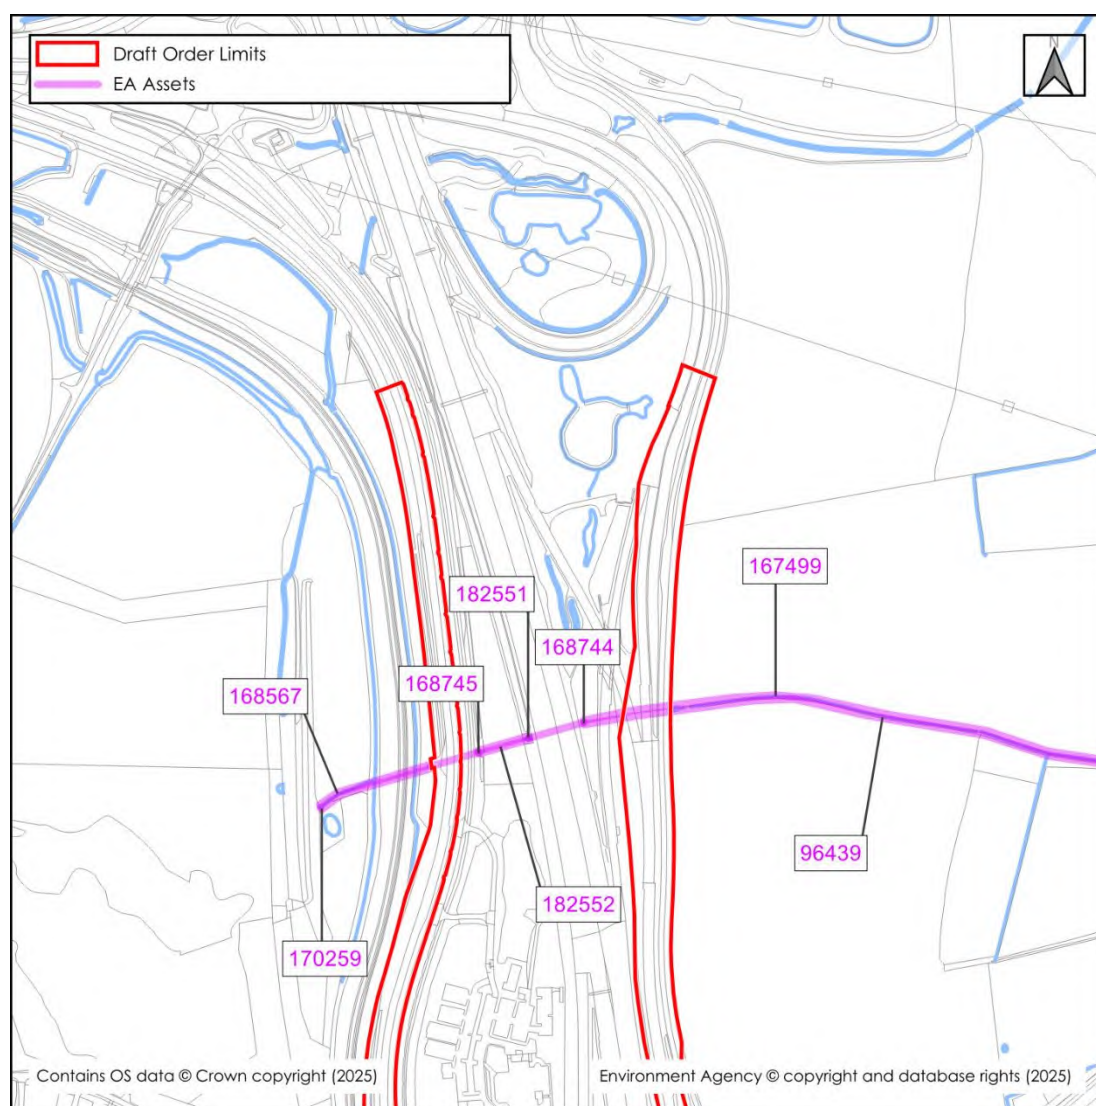 Draft Order Limits
N
EA Assets
167499
182551
168744
168745
168567
96439
182552
170259
Contains OS data © Crown copyright (2025)
Environment Agency © copyright and database rights (2025)